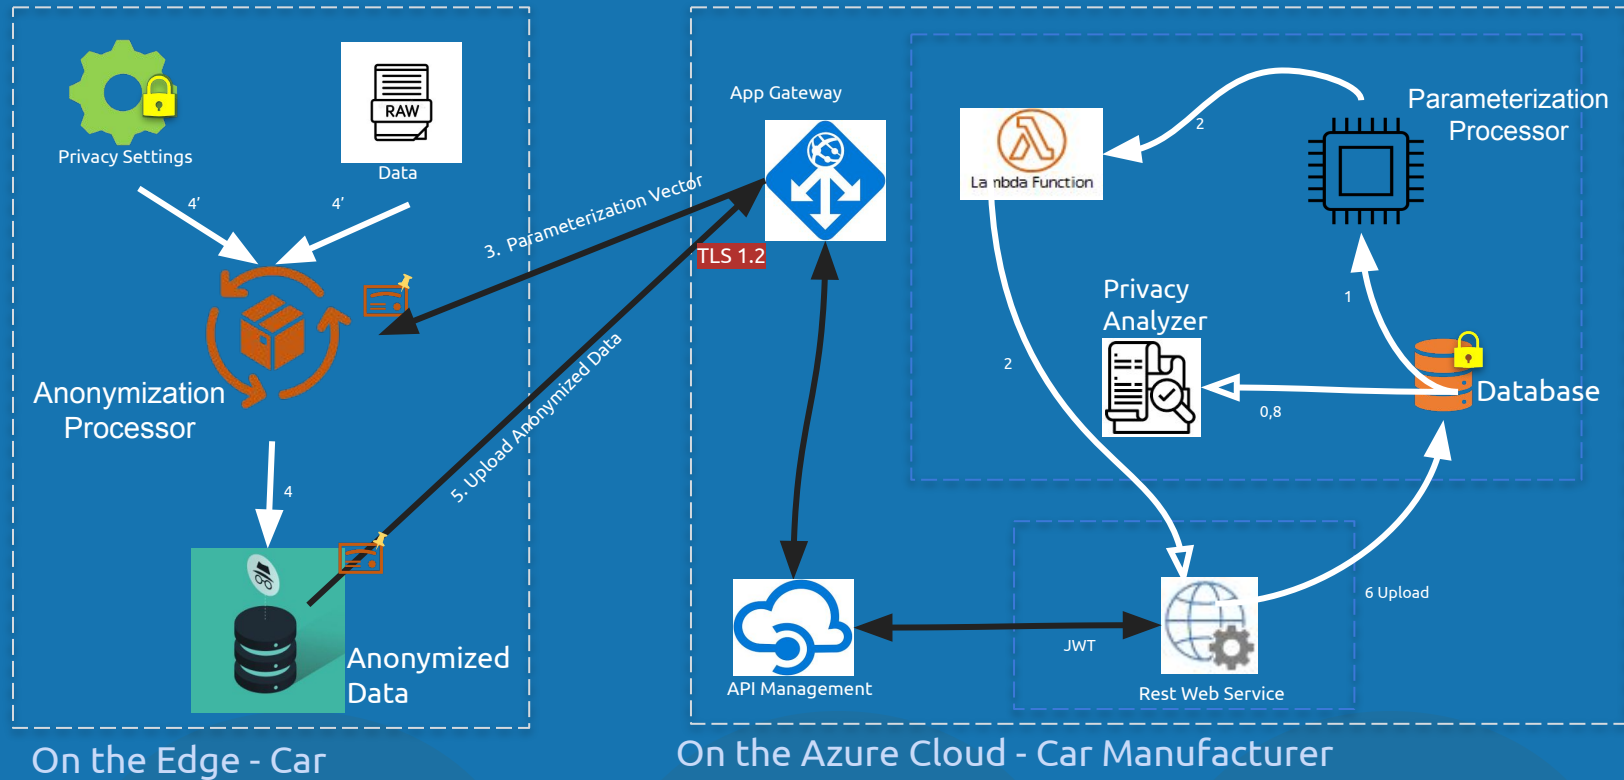 Privacy Settings
RAW
Data
4'
4'
Anonymization
Processor
4
Anonymized
Data
3. Parameterization Vector
5. Upload Anonymized Data
TLS 1.2
App Gateway
API Management
JWT
Rest Web Service
Lambda Function
2
2
Parameterization
Processor
1
Privacy
Analyzer
0,8
Database
6 Upload
On the Edge - Car
On the Azure Cloud - Car Manufacturer